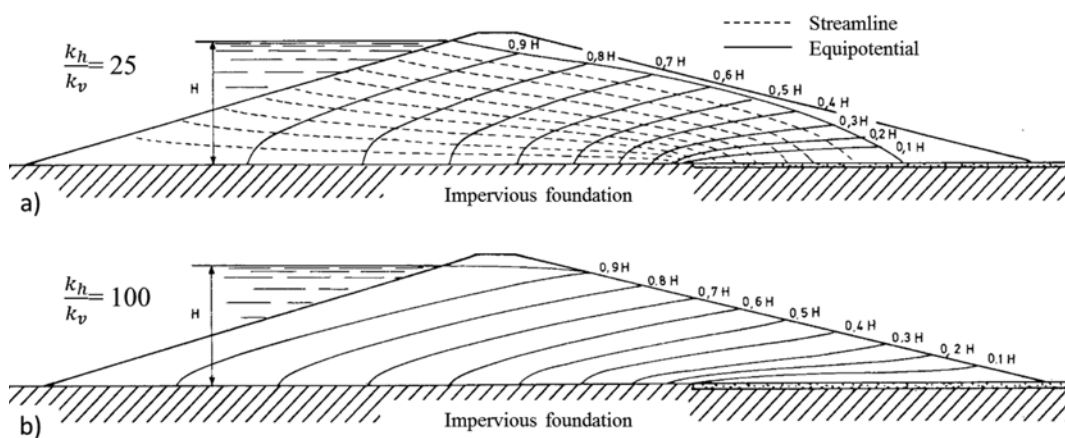 Streamline
Equipotential
k_h/k_v = 25
H
0,9 H
0,8 H
0,7 H
0,6 H
0,5 H
0,4 H
0,3 H
0,2 H
0,1 H
Impervious foundation
a)
k_h/k_v = 100
H
0,9 H
0,8 H
0,7 H
0,6 H
0,5 H
0,4 H
0,3 H
0,2 H
0.1 H
Impervious foundation
b)